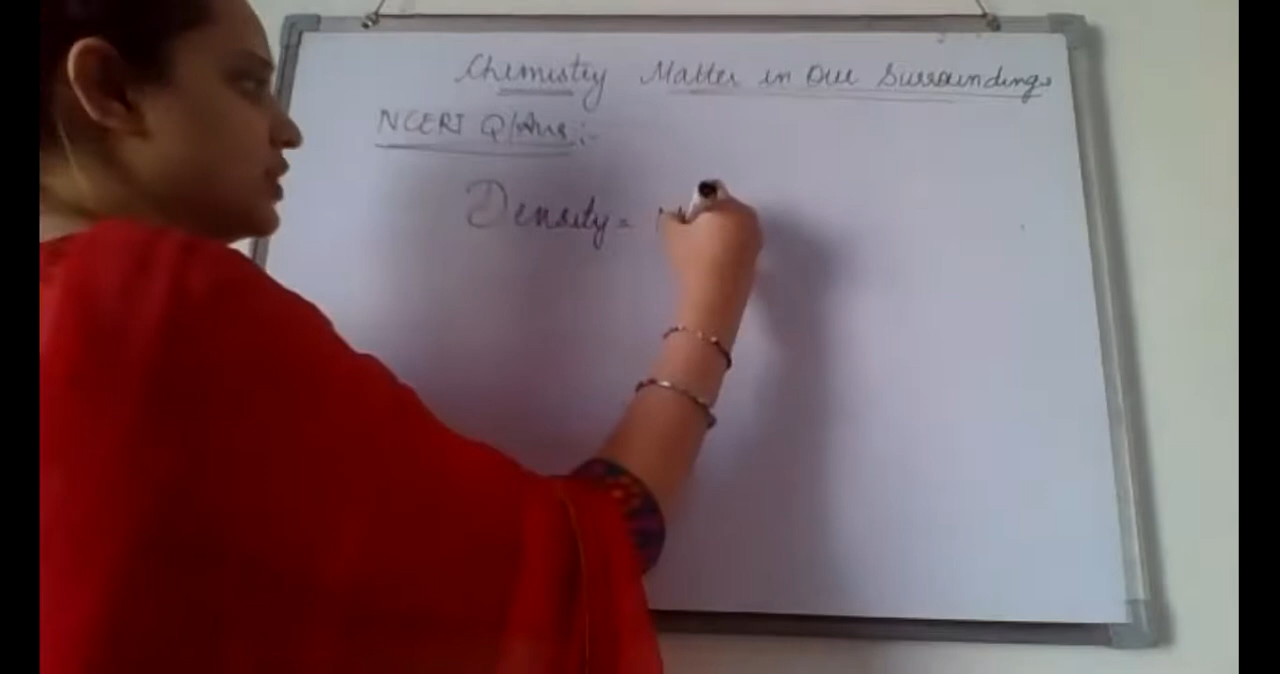 Chemistry Matter in Our Surroundings
NCERT Q/Ans:-
Density = M